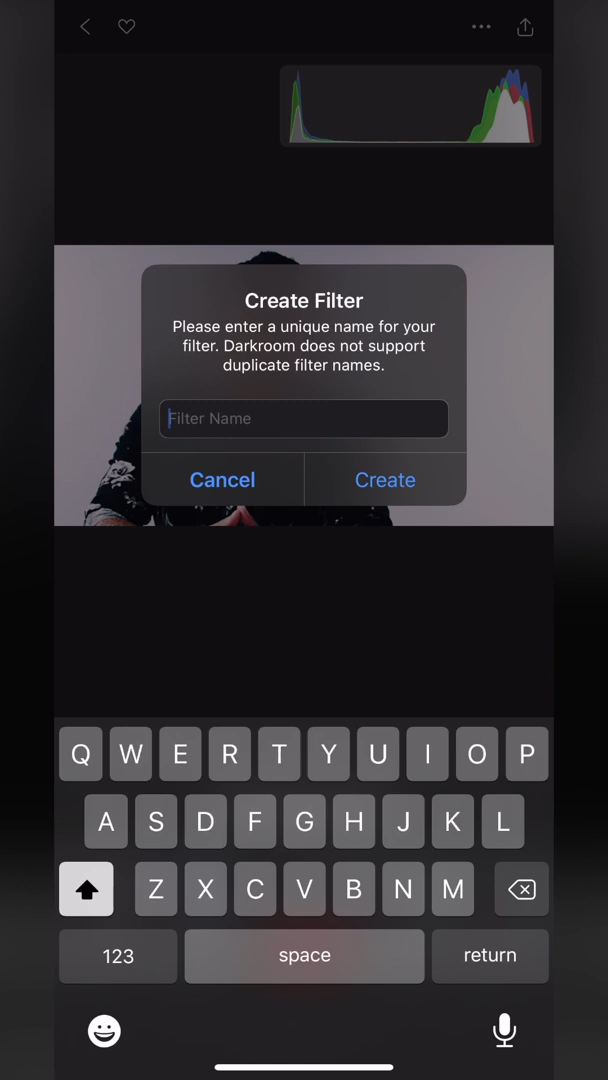 Create Filter
Please enter a unique name for your
filter. Darkroom does not support
duplicate filter names.
Filter Name
Cancel Create
Q W E R T Y U I O P
A S D F G H J K L
Z X C V B N M
123 space return